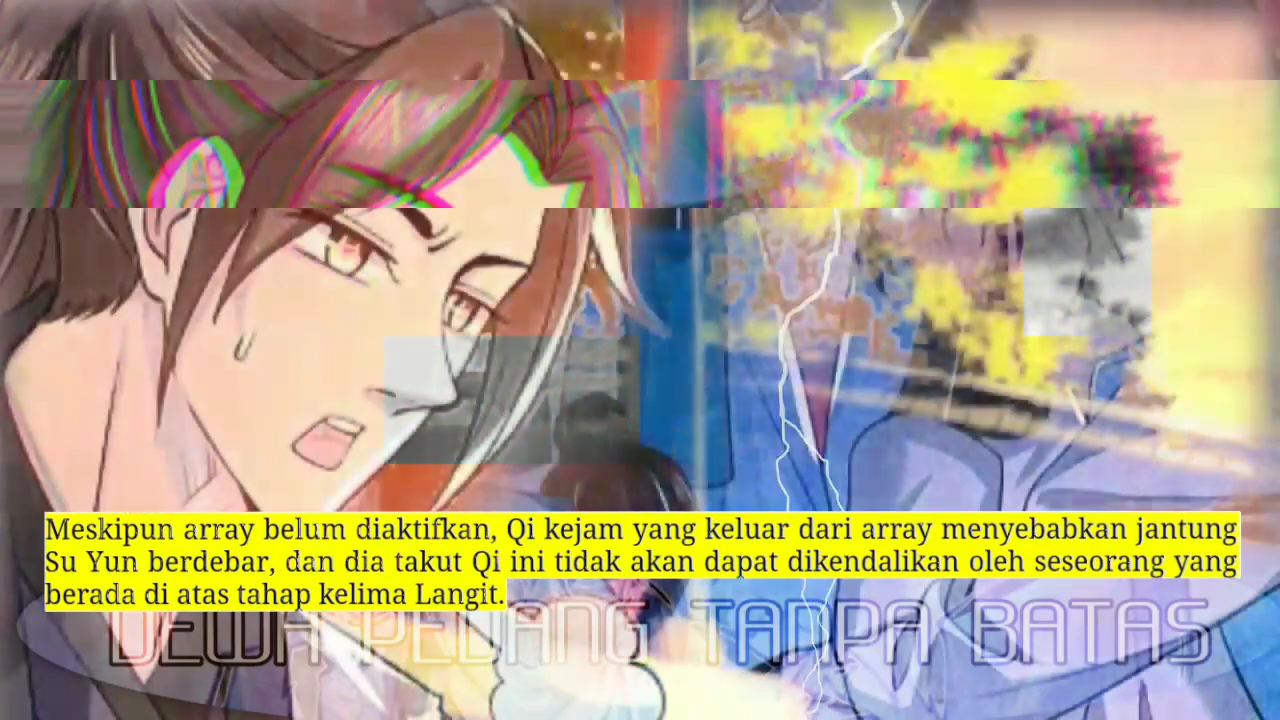 Meskipun array belum diaktifkan, Qi kejam yang keluar dari array menyebabkan jantung
Su Yun berdebar, dan dia takut Qi ini tidak akan dapat dikendalikan oleh seseorang yang
berada di atas tahap kelima Langit.
DEWA PEDANG TANPA BATAS